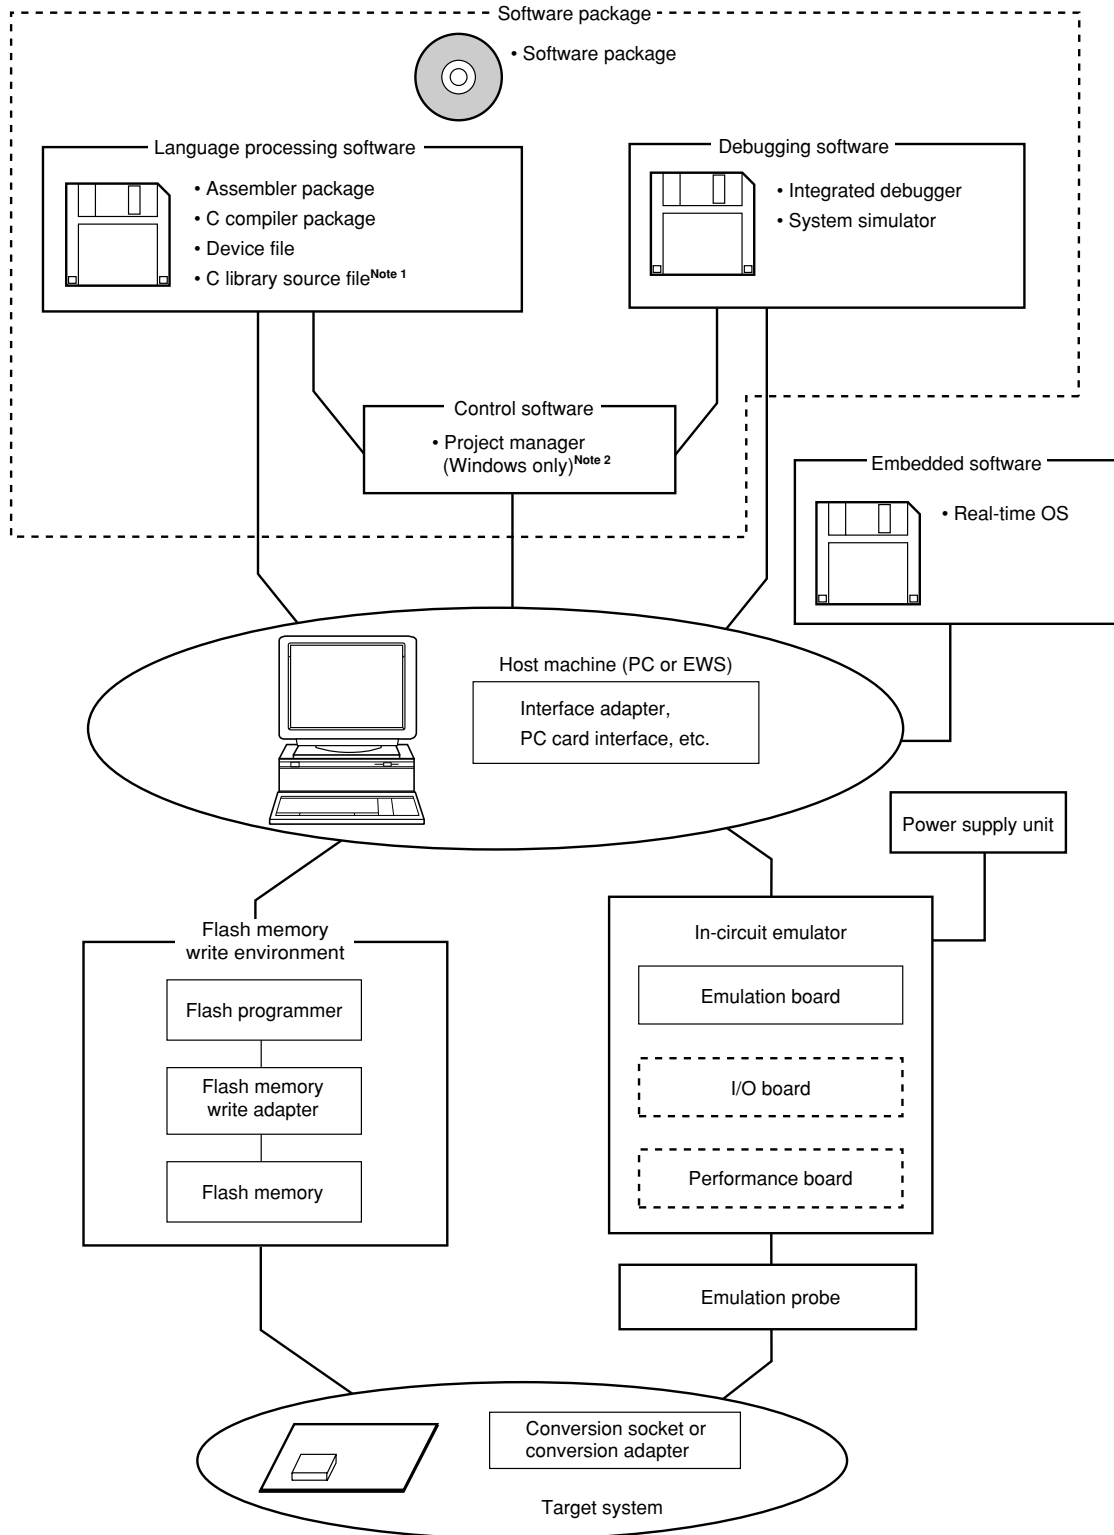 Software package
• Software package
Language processing software
• Assembler package
• C compiler package
• Device file
• C library source fileNote 1
Debugging software
• Integrated debugger
• System simulator
Control software
• Project manager
(Windows only)Note 2
Embedded software
• Real-time OS
Host machine (PC or EWS)
Interface adapter,
PC card interface, etc.
Power supply unit
Flash memory
write environment
Flash programmer
Flash memory
write adapter
Flash memory
In-circuit emulator
Emulation board
I/O board
Performance board
Emulation probe
Conversion socket or
conversion adapter
Target system